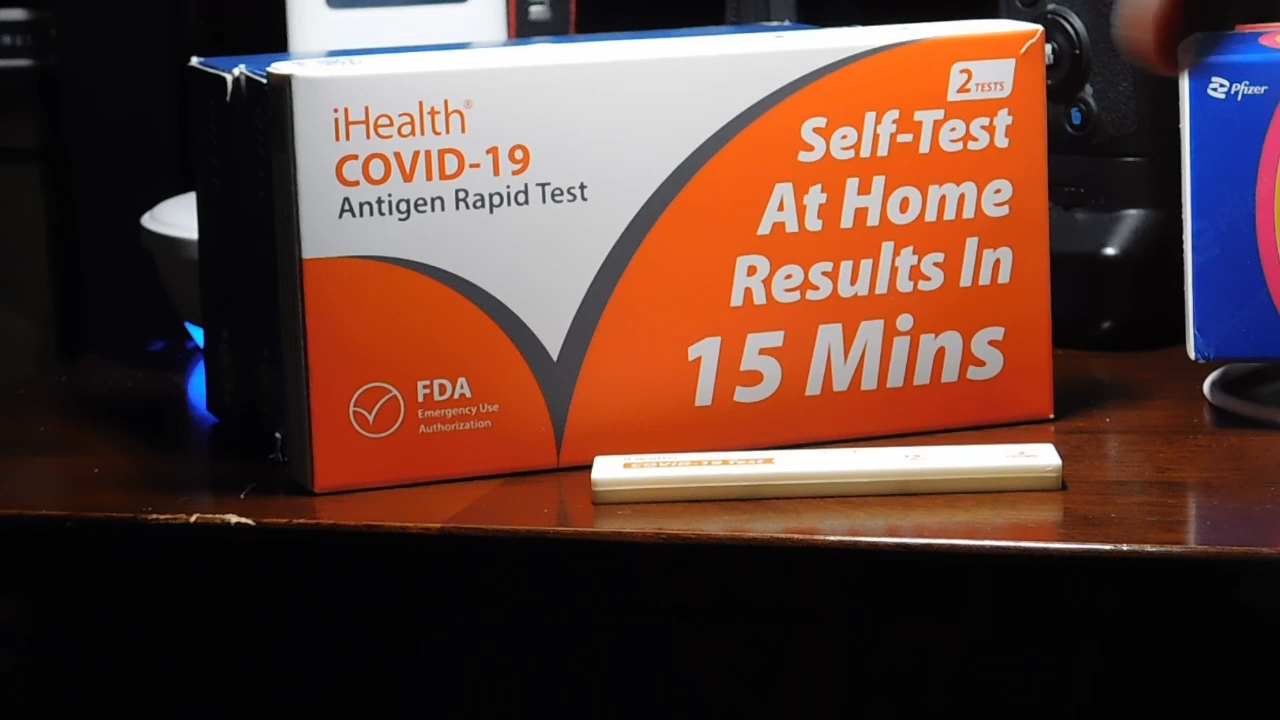 iHealth®
COVID-19
Antigen Rapid Test
FDA
Emergency Use
Authorization
2 TESTS
Self-Test
At Home
Results In
15 Mins
COVID-19 Test
Pfizer